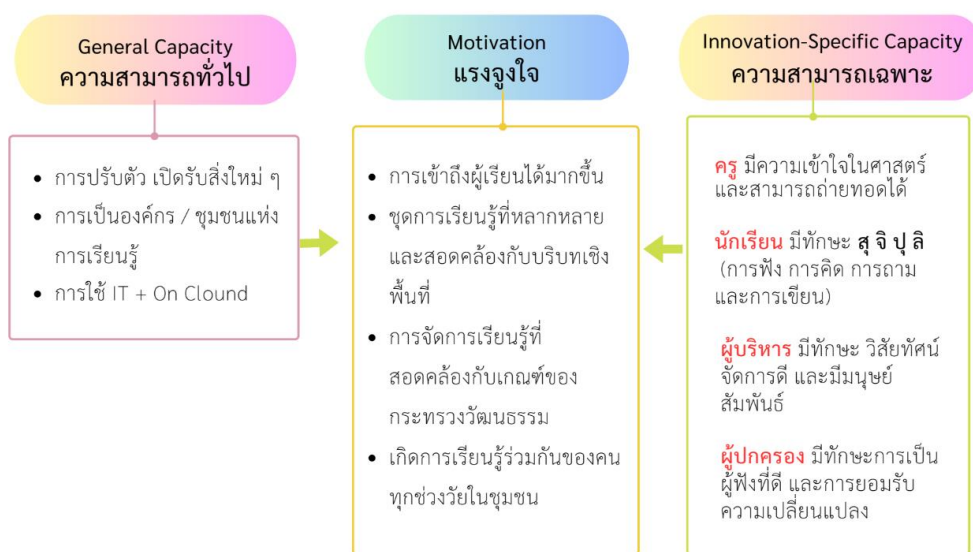 General Capacity
ความสามารถทั่วไป
• การปรับตัว เปิดรับสิ่งใหม่ ๆ
• การเป็นองค์กร / ชุมชนแห่ง
การเรียนรู้
• การใช้ IT + On Clound
Motivation
แรงจูงใจ
• การเข้าถึงผู้เรียนได้มากขึ้น
• ชุดการเรียนรู้ที่หลากหลาย
และสอดคล้องกับบริบทเชิง
พื้นที่
• การจัดการเรียนรู้ที่
สอดคล้องกับเกณฑ์ของ
กระทรวงวัฒนธรรม
• เกิดการเรียนรู้ร่วมกันของคน
ทุกช่วงวัยในชุมชน
Innovation-Specific Capacity
ความสามารถเฉพาะ
ครู มีความเข้าใจในศาสตร์
และสามารถถ่ายทอดได้
นักเรียน มีทักษะ สุ จิ ปุ ลิ
(การฟัง การคิด การถาม
และการเขียน)
ผู้บริหาร มีทักษะ วิสัยทัศน์
จัดการดี และมีมนุษย์
สัมพันธ์
ผู้ปกครอง มีทักษะการเป็น
ผู้ฟังที่ดี และการยอมรับ
ความเปลี่ยนแปลง